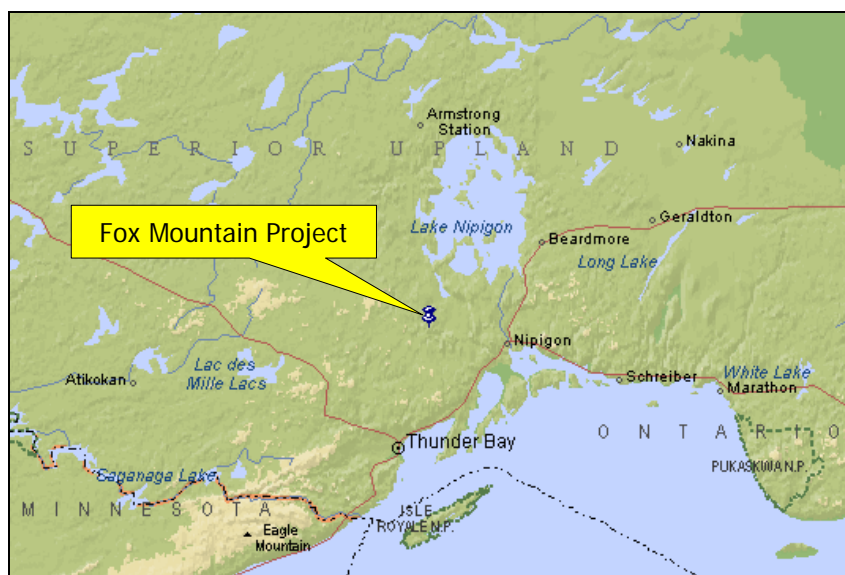 Armstrong
Station
Nakina
S U P E R I O R U P L A N D
Fox Mountain Project
Lake Nipigon
Geraldton
Beardmore
Long Lake
Nipigon
Lac des
Mille Lacs
Atikokan
Schreiber
White Lake
Marathon
Thunder Bay
O N T A R I O
PUKASKWA N.P.
Saganaga Lake
M I N N E S O T A
ISLE
ROYALE N.P.
Eagle
Mountain